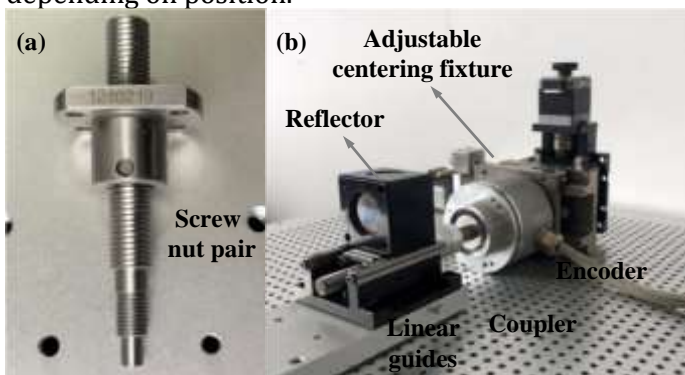 depending on position.
(a)
Screw
nut pair
(b)
Adjustable
centering fixture
Reflector
Encoder
Coupler
Linear
guides